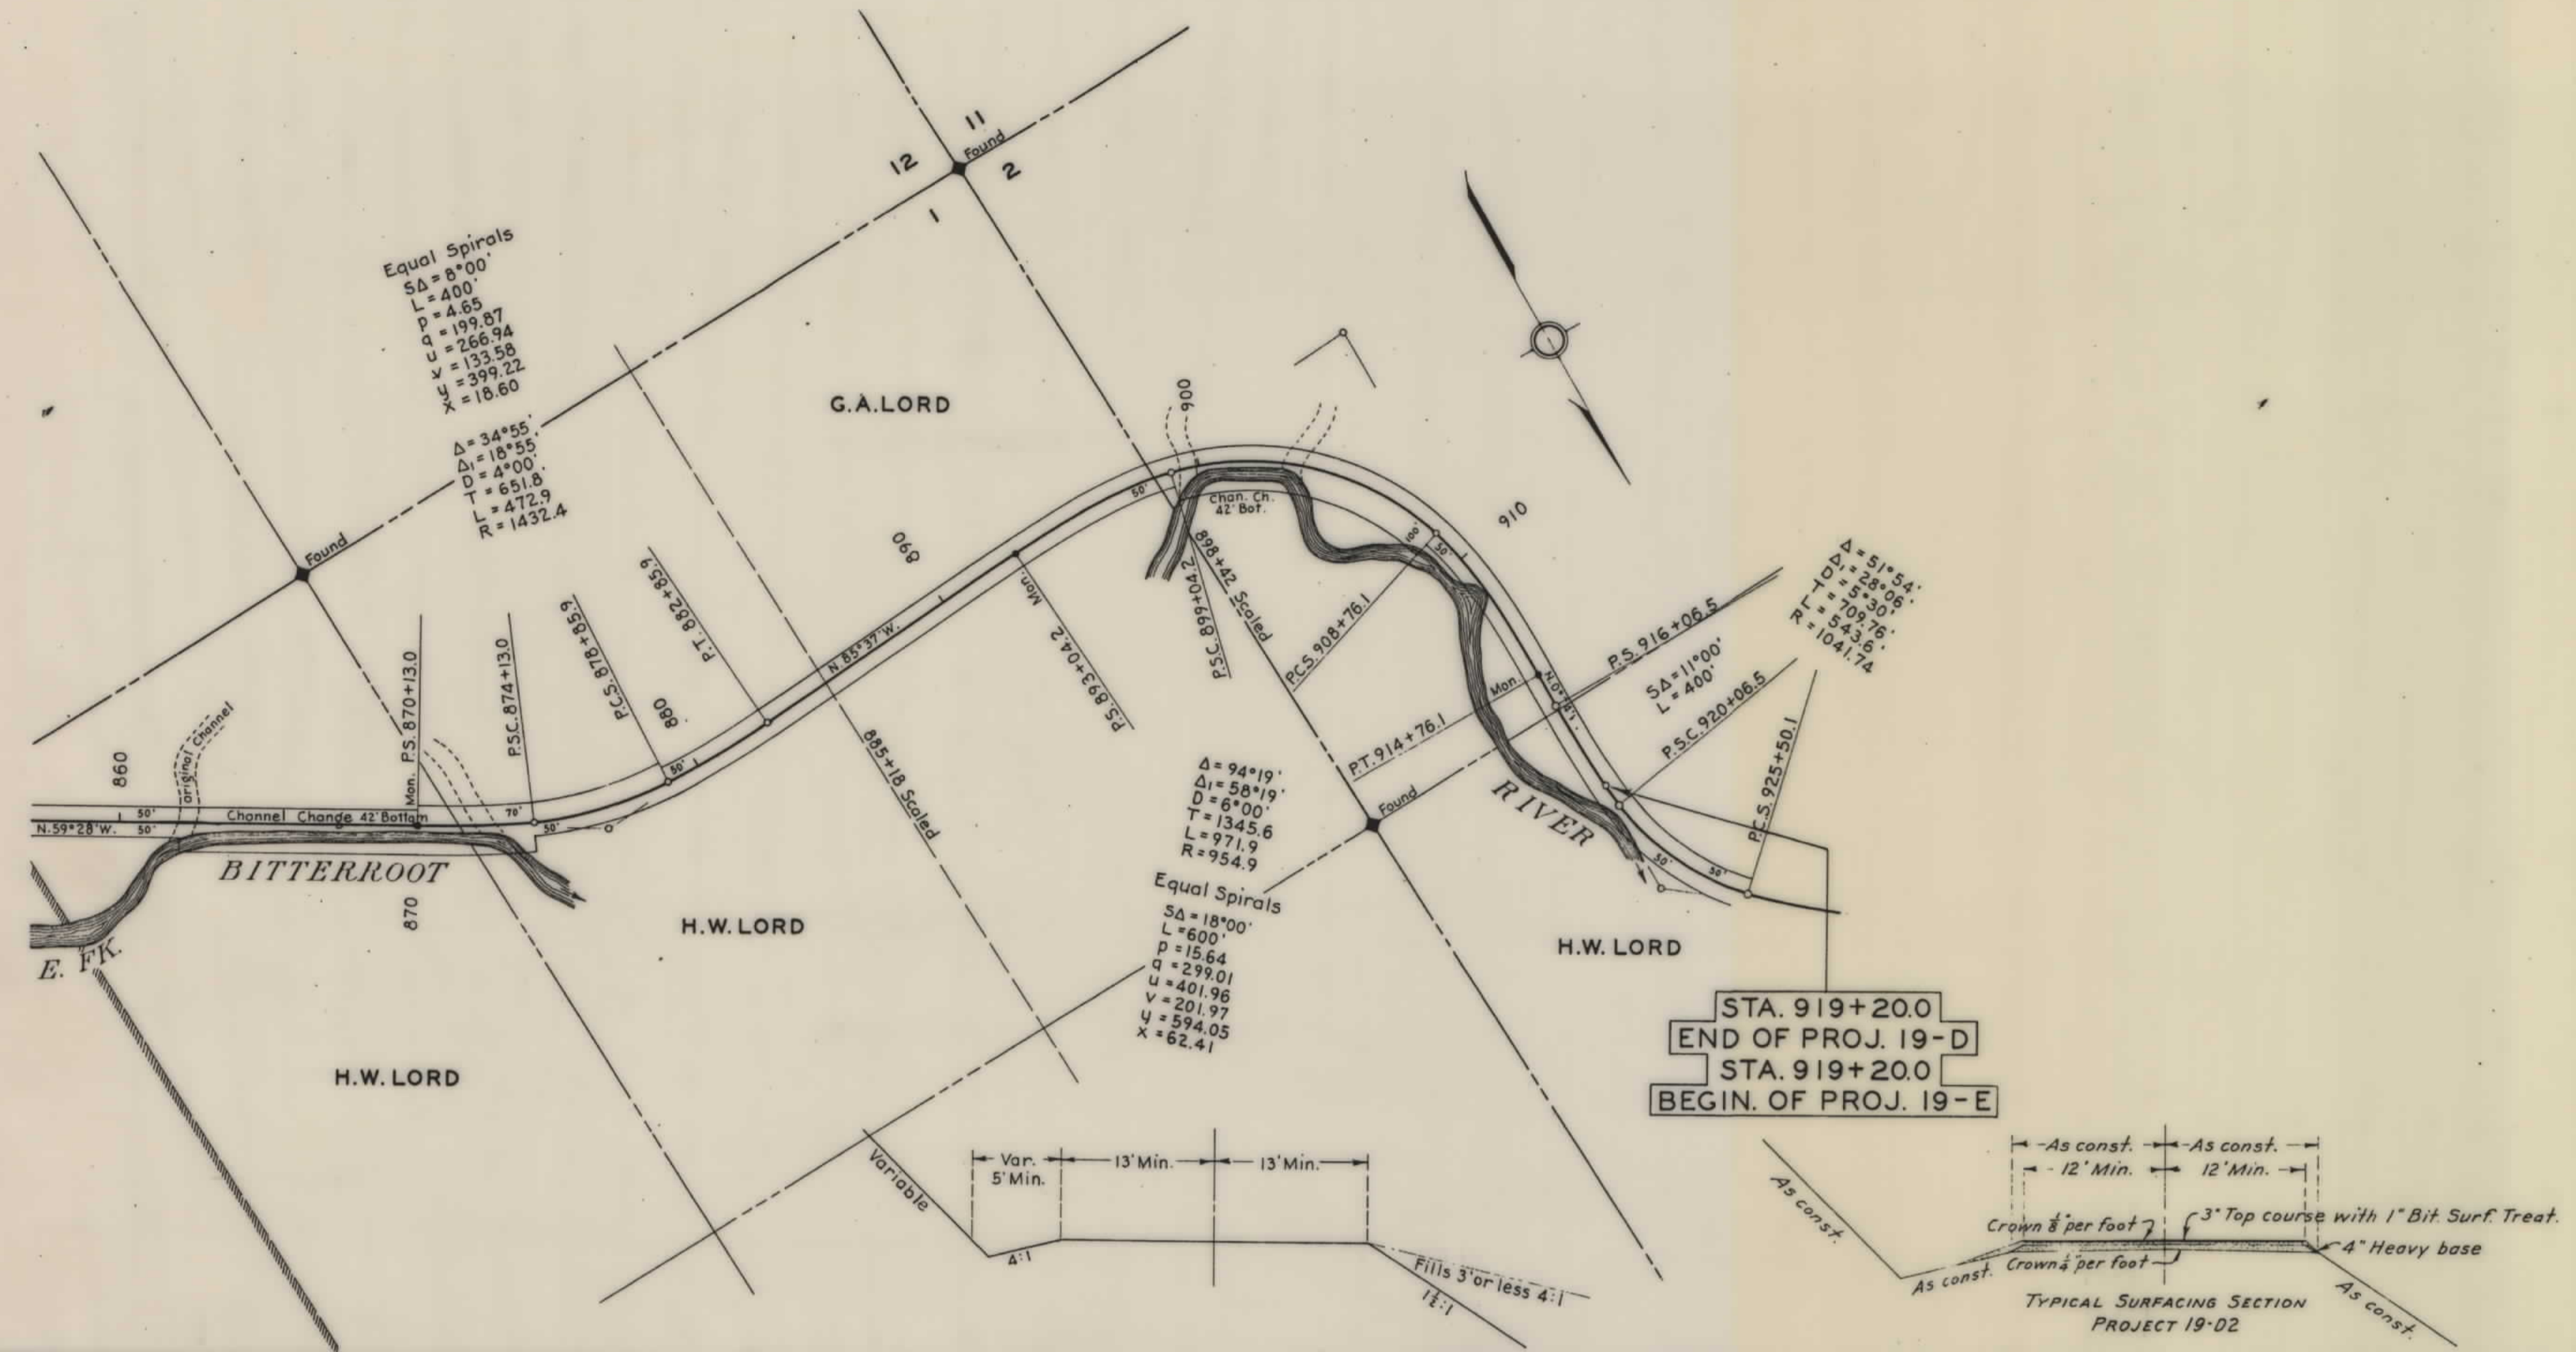 11
Found
12
2
1
Equal Spirals
SΔ = 8°00'
L = 400'
p = 4.65
q = 199.87
u = 266.94
v = 133.58
y = 399.22
x = 18.60
Δ = 34°55'
Δ₁ = 18°55'
D = 4°00'
T = 651.8'
L = 472.9
R = 1432.4
G.A.LORD
900
Found
890
910
50'
Chan. Ch.
42' Bot.
100'
50'
Δ = 51°54'
Δ₁ = 28°06'
D = 5°30'
T = 709.76'
L = 543.6'
R = 1041.74
898+42 Scaled
P.S.C. 899+04.2
P.C.S. 908+76.1
P.S. 916+06.5
SΔ = 11°00'
L = 400'
P.S.C. 920+06.5
P.C.S. 925+50.1
Mon.
P.T. 914+76.1
Mon.
P.S. 893+04.2
N. 85°37' W.
P.T. 882+85.9
P.C.S. 878+85.9
P.S.C. 874+13.0
Mon. P.S. 870+13.0
880
50'
885+18 Scaled
860
original Channel
50'
Channel Change 42' Bottom
70'
N. 59°28' W.
50'
50'
BITTERROOT
870
E. FK.
RIVER
50'
50'
Found
Δ = 94°19'
Δ₁ = 58°19'
D = 6°00'
T = 1345.6
L = 971.9
R = 954.9
Equal Spirals
SΔ = 18°00'
L = 600'
p = 15.64
q = 299.01
u = 401.96
v = 201.97
y = 594.05
x = 62.41
H.W. LORD
H.W. LORD
H.W. LORD
STA. 919+20.0
END OF PROJ. 19-D
STA. 919+20.0
BEGIN. OF PROJ. 19-E
Variable
Var.
5' Min.
13' Min.
13' Min.
4:1
Fills 3' or less 4:1
1½:1
As const.
As const.
12' Min.
12' Min.
As const.
Crown ⅛" per foot
3" Top course with 1" Bit. Surf. Treat.
4" Heavy base
As const.
Crown ¼" per foot
As const.
TYPICAL SURFACING SECTION
PROJECT 19-02